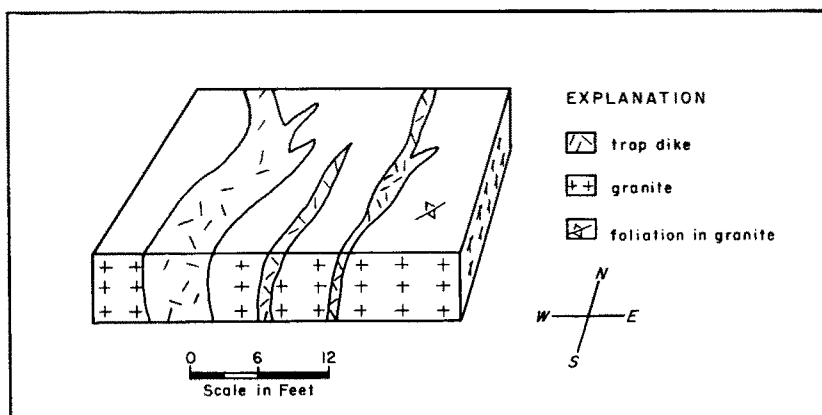 EXPLANATION
trap dike
granite
foliation in granite
N
W E
S
0 6 12
Scale in Feet